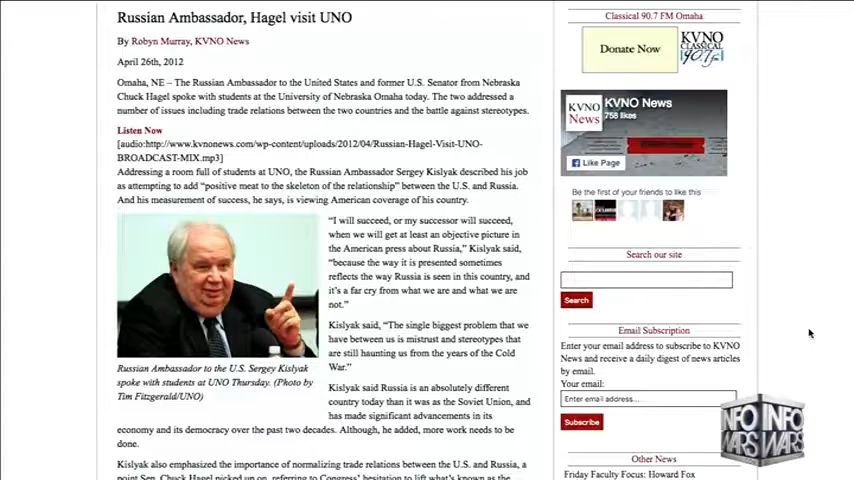 Russian Ambassador, Hagel visit UNO
By Robyn Murray, KVNO News
April 26th, 2012
Omaha, NE – The Russian Ambassador to the United States and former U.S. Senator from Nebraska
Chuck Hagel spoke with students at the University of Nebraska Omaha today. The two addressed a
number of issues including trade relations between the two countries and the battle against stereotypes.
Listen Now
[audio:http://www.kvnonews.com/wp-content/uploads/2012/04/Russian-Hagel-Visit-UNO-
BROADCAST-MIX.mp3]
Addressing a room full of students at UNO, the Russian Ambassador Sergey Kislyak described his job
as attempting to add “positive meat to the skeleton of the relationship” between the U.S. and Russia.
And his measurement of success, he says, is viewing American coverage of his country.
“I will succeed, or my successor will succeed,
when we will get at least an objective picture in
the American press about Russia,” Kislyak said,
“because the way it is presented sometimes
reflects the way Russia is seen in this country, and
it’s a far cry from what we are and what we are
not.”
Kislyak said, “The single biggest problem that we
have between us is mistrust and stereotypes that
are still haunting us from the years of the Cold
War.”
Kislyak said Russia is an absolutely different
country today than it was as the Soviet Union, and
has made significant advancements in its
economy and its democracy over the past two decades. Although, he added, more work needs to be
done.
Russian Ambassador to the U.S. Sergey Kislyak
spoke with students at UNO Thursday. (Photo by
Tim Fitzgerald/UNO)
Kislyak also emphasized the importance of normalizing trade relations between the U.S. and Russia, a
point Sen. Chuck Hagel picked up on, referring to Congress’ hesitation to lift what’s known as the
Classical 90.7 FM Omaha
Donate Now
KVNO
CLASSICAL
90.7 fm
KVNO
News
KVNO News
758 likes
Like Page
Be the first of your friends to like this
Search our site
Search
Email Subscription
Enter your email address to subscribe to KVNO
News and receive a daily digest of news articles
by email.
Your email:
Enter email address...
Subscribe
Other News
Friday Faculty Focus: Howard Fox
INFO INFO
WARS WARS